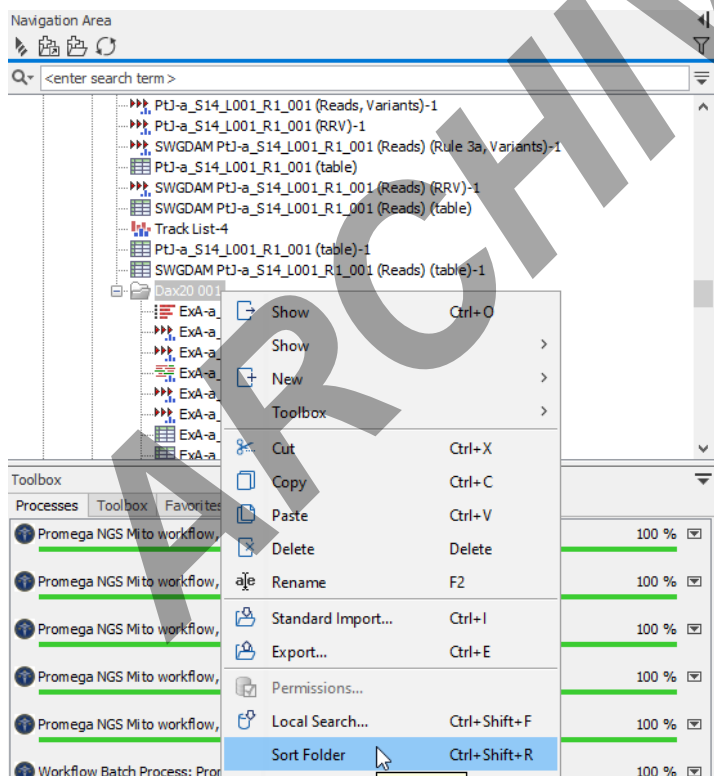 Navigation Area
<enter search term>
PtJ-a_S14_L001_R1_001 (Reads, Variants)-1
PtJ-a_S14_L001_R1_001 (RRV)-1
SWGDAM PtJ-a_S14_L001_R1_001 (Reads) (Rule 3a, Variants)-1
PtJ-a_S14_L001_R1_001 (table)
SWGDAM PtJ-a_S14_L001_R1_001 (Reads) (RRV)-1
SWGDAM PtJ-a_S14_L001_R1_001 (Reads) (table)
Track List-4
PtJ-a_S14_L001_R1_001 (table)-1
SWGDAM PtJ-a_S14_L001_R1_001 (Reads) (table)-1
Dax20 001
ExA-a_
ExA-a_
ExA-a_
ExA-a_
ExA-a_
ExA-a_
ExA-a_
ExA-a
Show Ctrl+O
Show
New
Toolbox
Cut Ctrl+X
Copy Ctrl+C
Paste Ctrl+V
Delete Delete
Rename F2
Standard Import... Ctrl+I
Export... Ctrl+E
Permissions...
Local Search... Ctrl+Shift+F
Sort Folder Ctrl+Shift+R
Toolbox
Processes Toolbox Favorites
Promega NGS Mito workflow, 100 %
Promega NGS Mito workflow, 100 %
Promega NGS Mito workflow, 100 %
Promega NGS Mito workflow, 100 %
Promega NGS Mito workflow, 100 %
Workflow Batch Process: Pro 100 %
ARCHIV